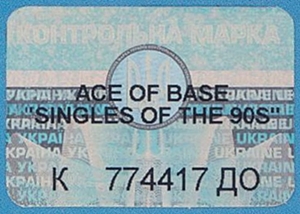 КОНТРОЛЬНА МАРКА
ACE OF BASE
"SINGLES OF THE 90S"
К 774417 ДО